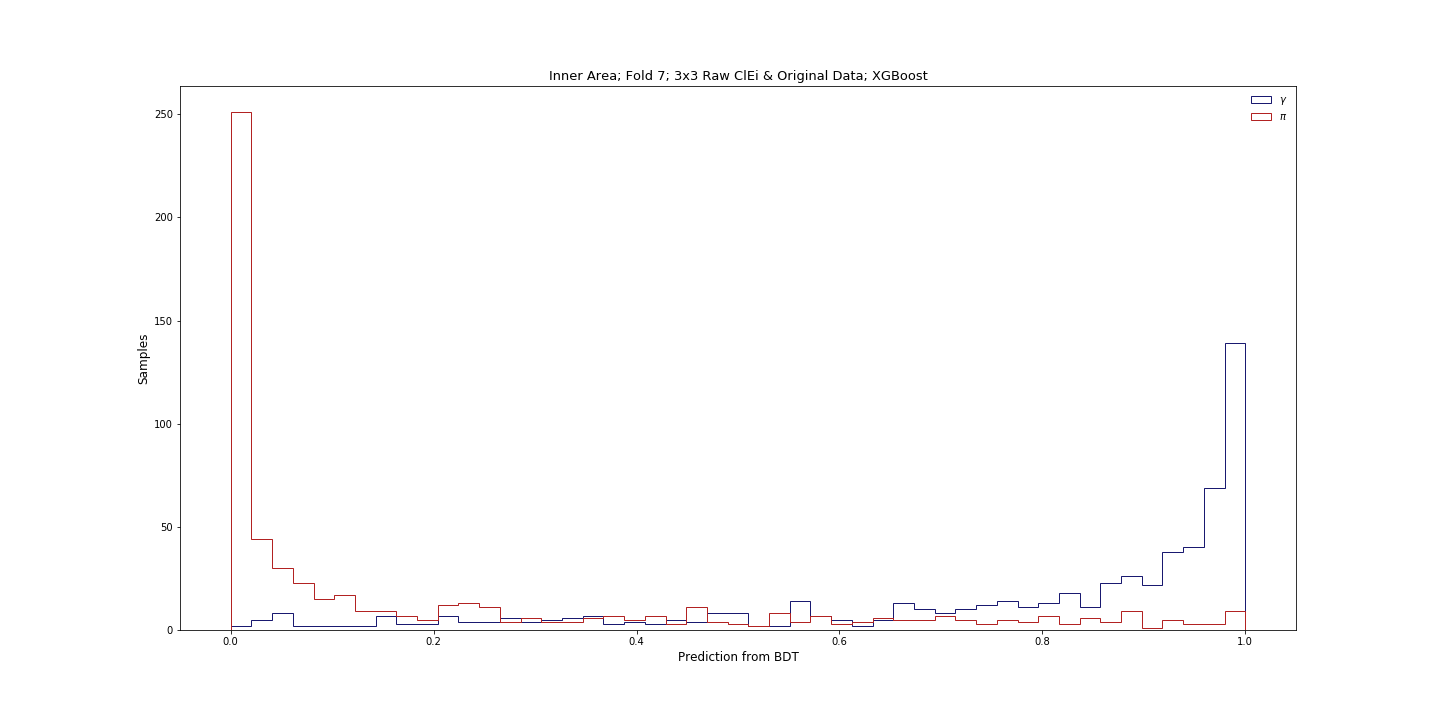 Inner Area; Fold 7; 3x3 Raw ClEi & Original Data; XGBoost
γ
π
250
200
150
100
50
0
Samples
0.0 0.2 0.4 0.6 0.8 1.0
Prediction from BDT